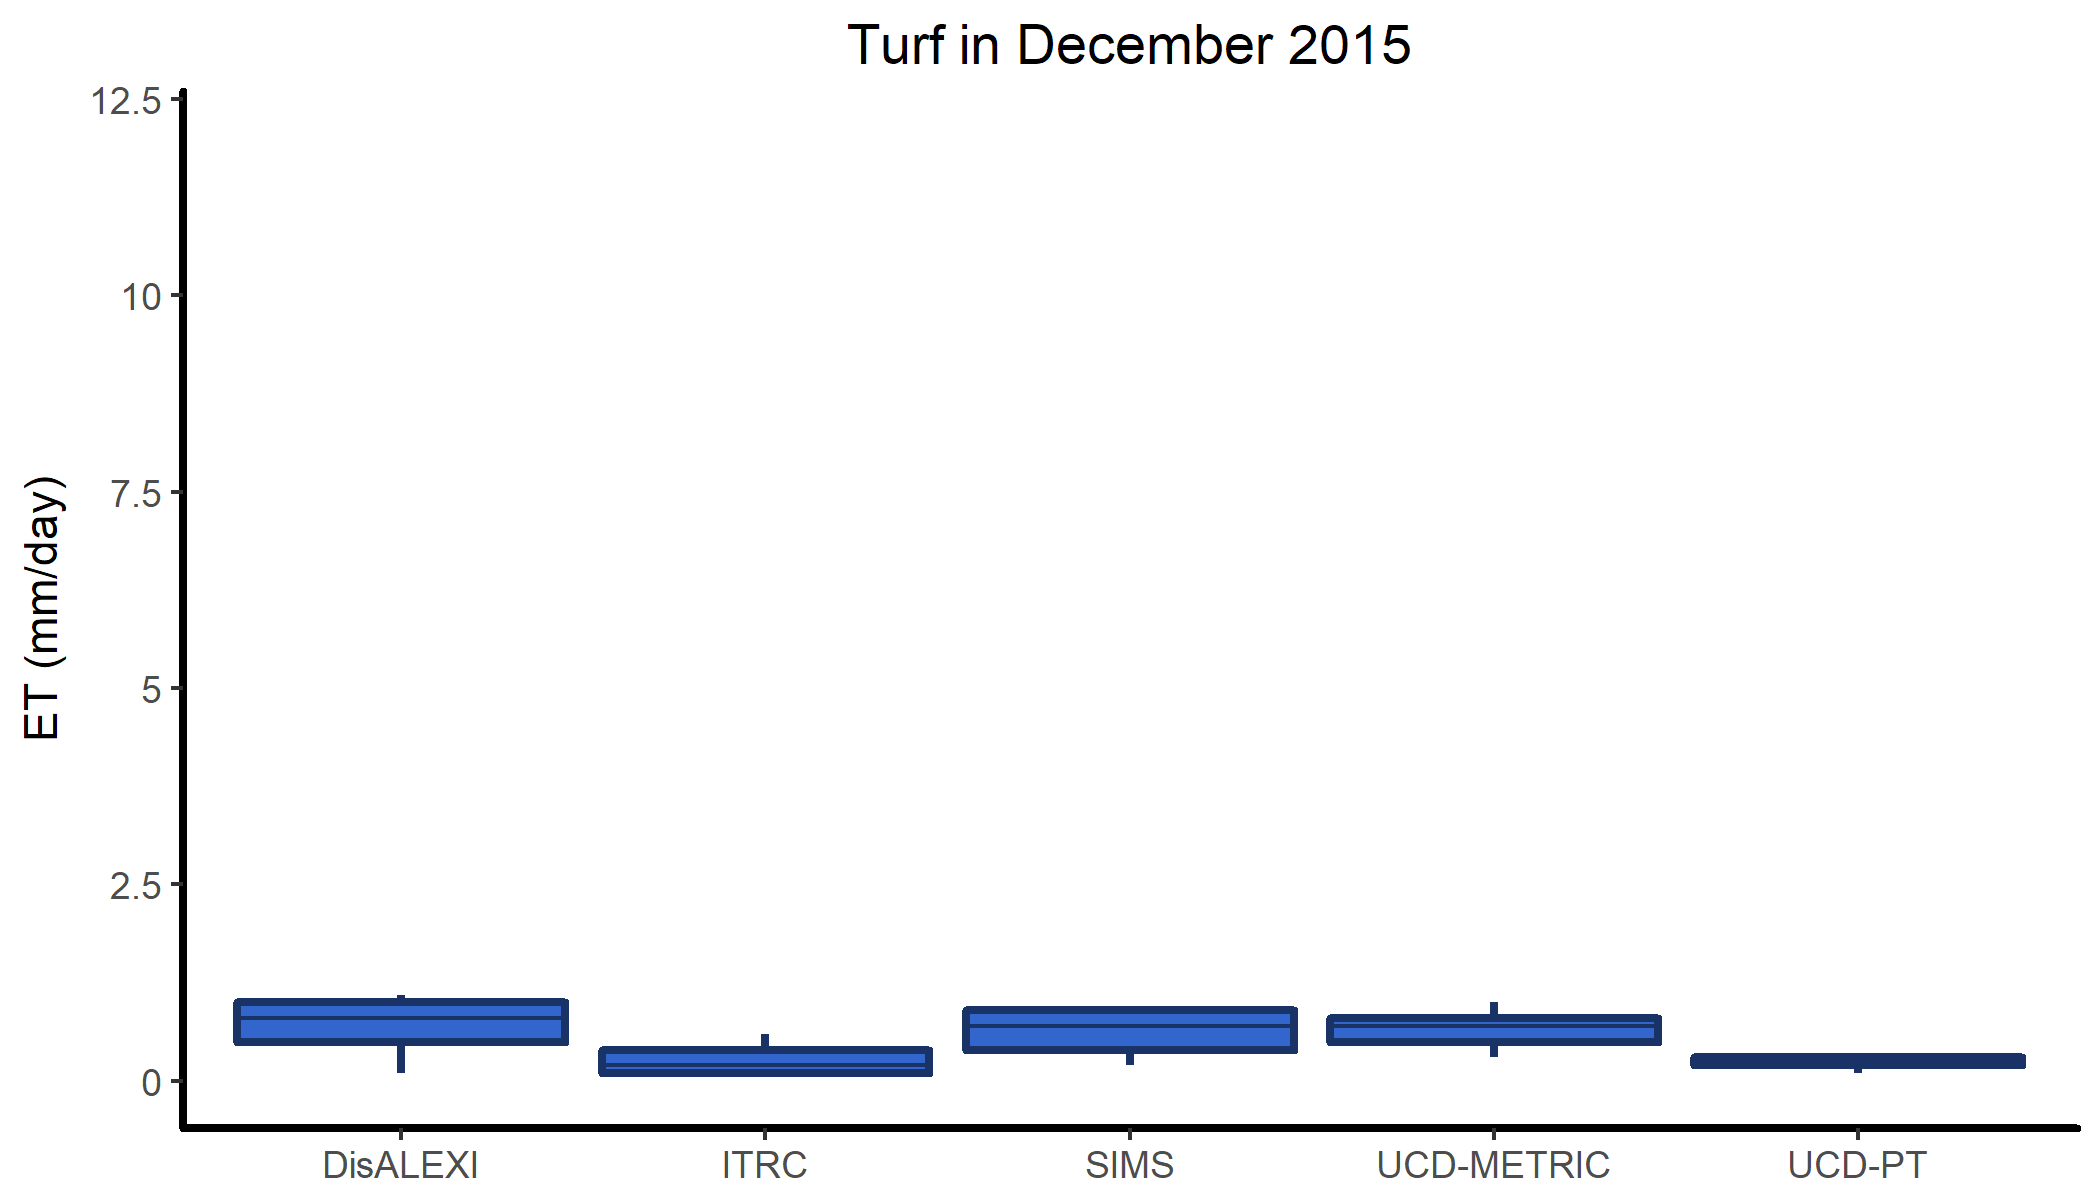 Turf in December 2015
12.5
10
7.5
5
2.5
0
ET (mm/day)
DisALEXI ITRC SIMS UCD-METRIC UCD-PT